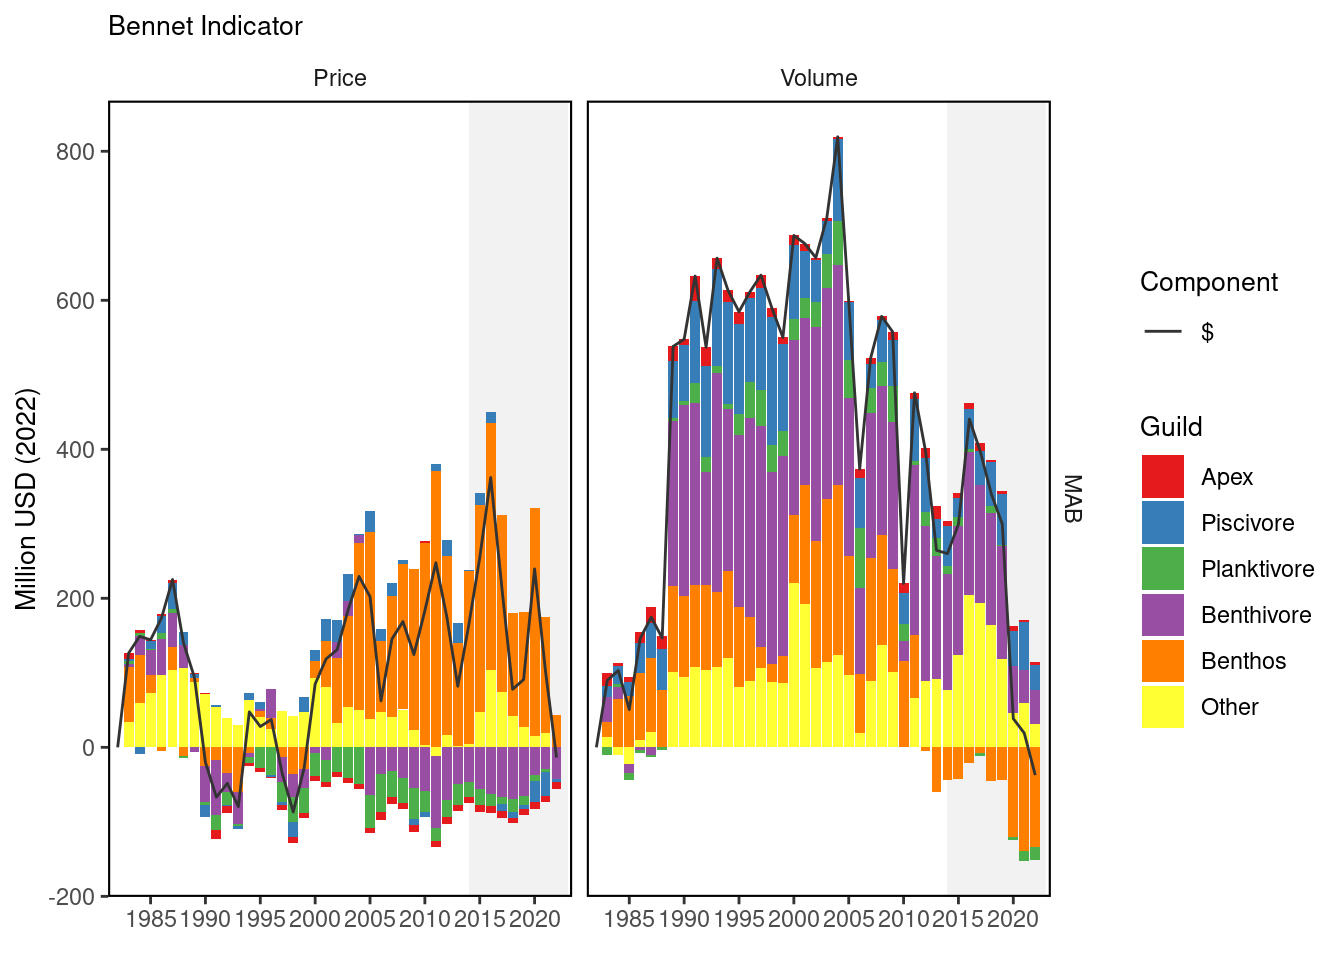 Bennet Indicator
Price
Volume
Million USD (2022)
800
600
400
200
0
-200
1985 1990 1995 2000 2005 2010 2015 2020
1985 1990 1995 2000 2005 2010 2015 2020
MAB
Component
$
Guild
Apex
Piscivore
Planktivore
Benthivore
Benthos
Other